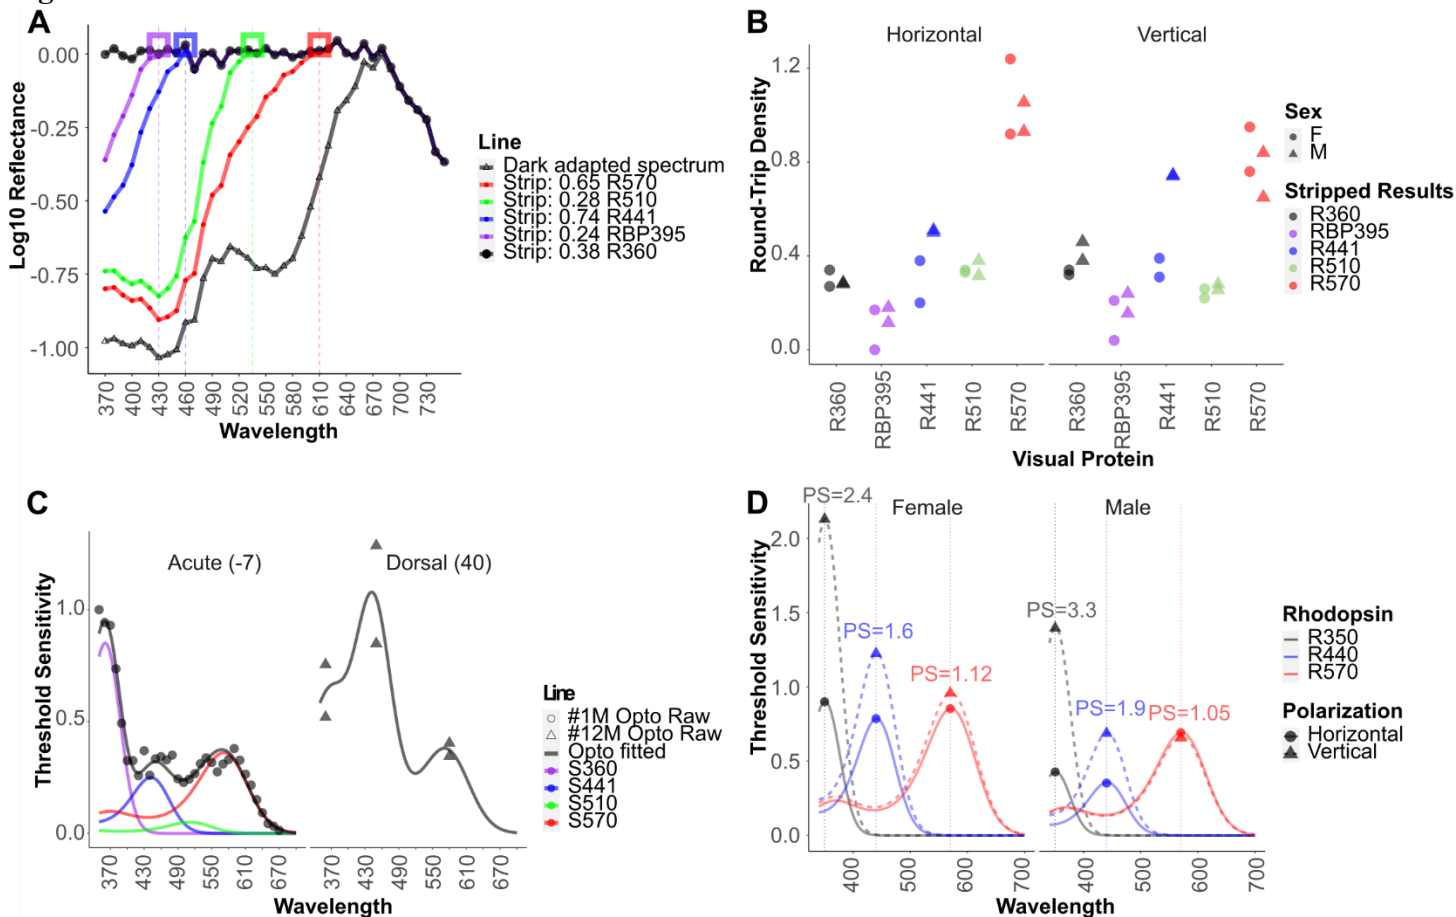 A
Log10 Reflectance
0.00
-0.25
-0.50
-0.75
-1.00
370
400
430
460
490
520
550
580
610
640
670
700
730
Wavelength
Line
Dark adapted spectrum
Strip: 0.65 R570
Strip: 0.28 R510
Strip: 0.74 R441
Strip: 0.24 RBP395
Strip: 0.38 R360
B
Horizontal
Vertical
Round-Trip Density
1.2
0.8
0.4
0.0
R360
RBP395
R441
R510
R570
R360
RBP395
R441
R510
R570
Visual Protein
Sex
F
M
Stripped Results
R360
RBP395
R441
R510
R570
C
Acute (-7)
Dorsal (40)
Threshold Sensitivity
1.0
0.5
0.0
370
430
490
550
610
670
370
430
490
550
610
670
Wavelength
Line
#1M Opto Raw
#12M Opto Raw
Opto fitted
S360
S441
S510
S570
D
PS=2.4
Female
Male
Threshold Sensitivity
2.0
1.5
1.0
0.5
0.0
PS=1.6
PS=1.12
PS=3.3
PS=1.9
PS=1.05
400
500
600
700
400
500
600
700
Wavelength
Rhodopsin
R350
R440
R570
Polarization
Horizontal
Vertical